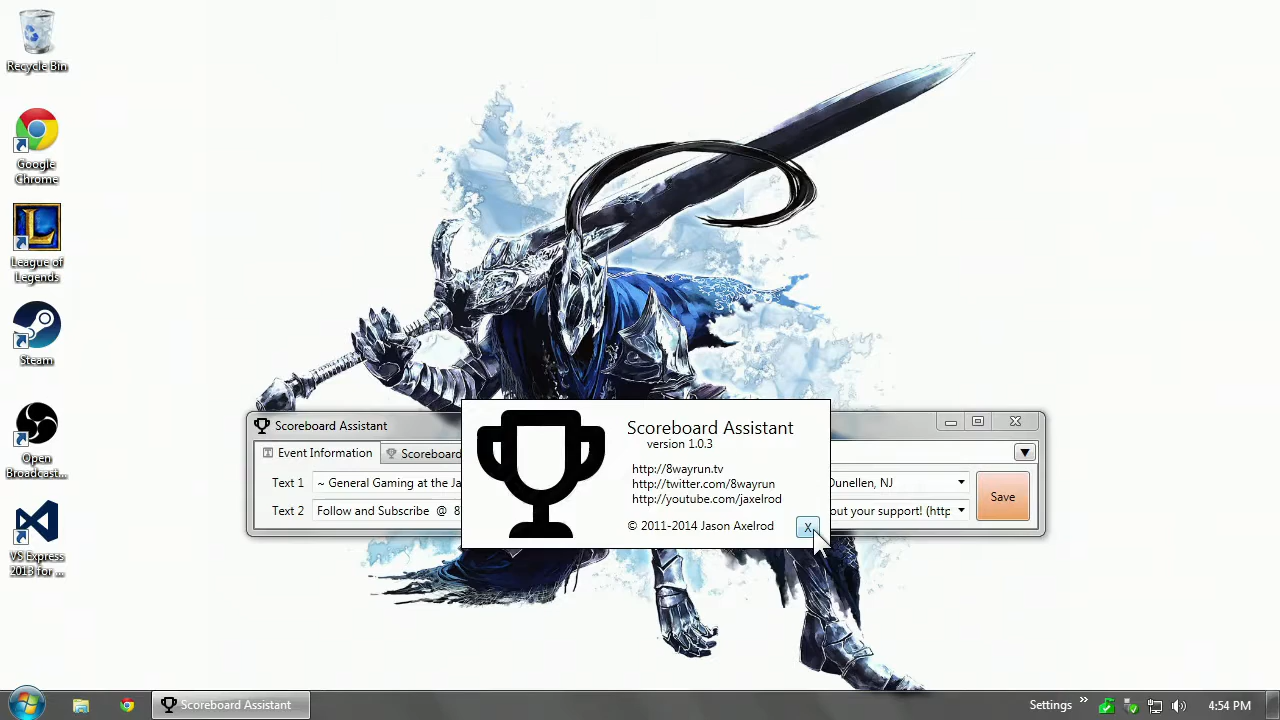 Recycle Bin
Google
Chrome
League of
Legends
Steam
Open
Broadcast...
VS Express
2013 for ...
Scoreboard Assistant
Event Information
Scoreboard
Text 1
~ General Gaming at the Ja
Dunellen, NJ
Text 2
Follow and Subscribe @ 8
out your support! (http
Save
Scoreboard Assistant
version 1.0.3
http://8wayrun.tv
http://twitter.com/8wayrun
http://youtube.com/jaxelrod
© 2011-2014 Jason Axelrod
X
Scoreboard Assistant
Settings
4:54 PM